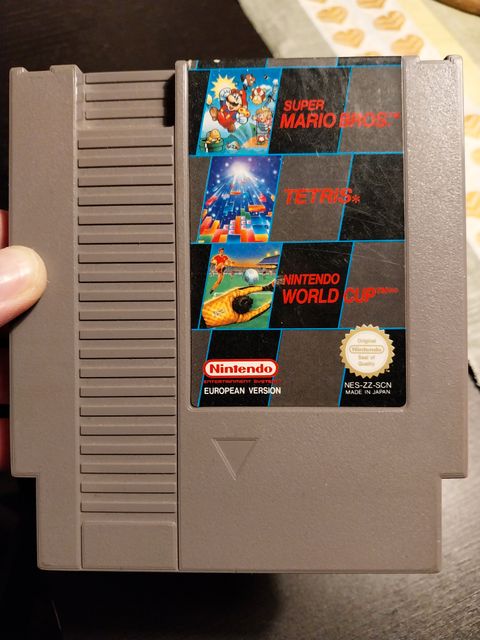 SUPER
MARIO BROS.™
TETRIS*
NINTENDO
WORLD CUP™**
Original
Nintendo
Seal of
Quality
Nintendo
ENTERTAINMENT SYSTEM™
EUROPEAN VERSION
NES-ZZ-SCN
MADE IN JAPAN